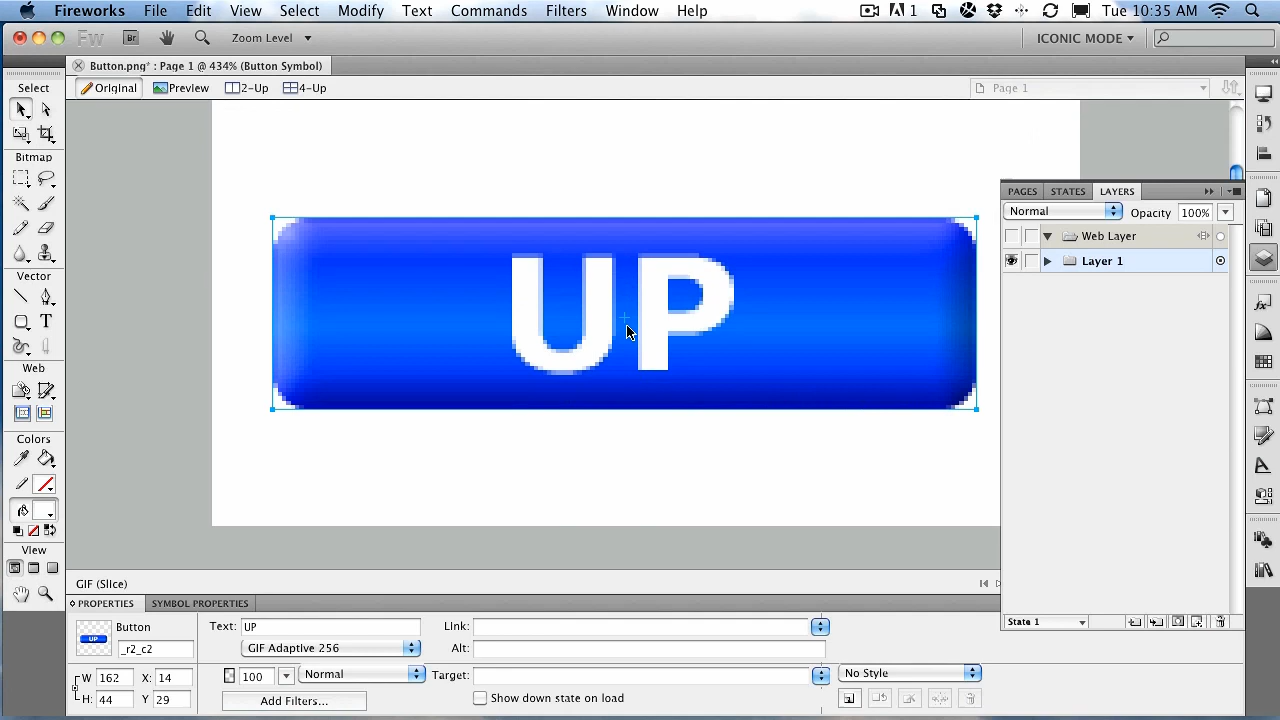 Fireworks File Edit View Select Modify Text Commands Filters Window Help 1 Tue 10:35 AM
Fw Br Zoom Level ICONIC MODE
Button.png* : Page 1 @ 434% (Button Symbol)
Original Preview 2-Up 4-Up Page 1
Select
Bitmap
Vector
T
Web
Colors
View
UP
PAGES STATES LAYERS
Normal Opacity 100%
Web Layer
Layer 1
State 1
GIF (Slice)
PROPERTIES SYMBOL PROPERTIES
Button Text: UP Link:
_r2_c2 GIF Adaptive 256 Alt:
W 162 X: 14 100 Normal Target: No Style
H: 44 Y 29 Add Filters... Show down state on load